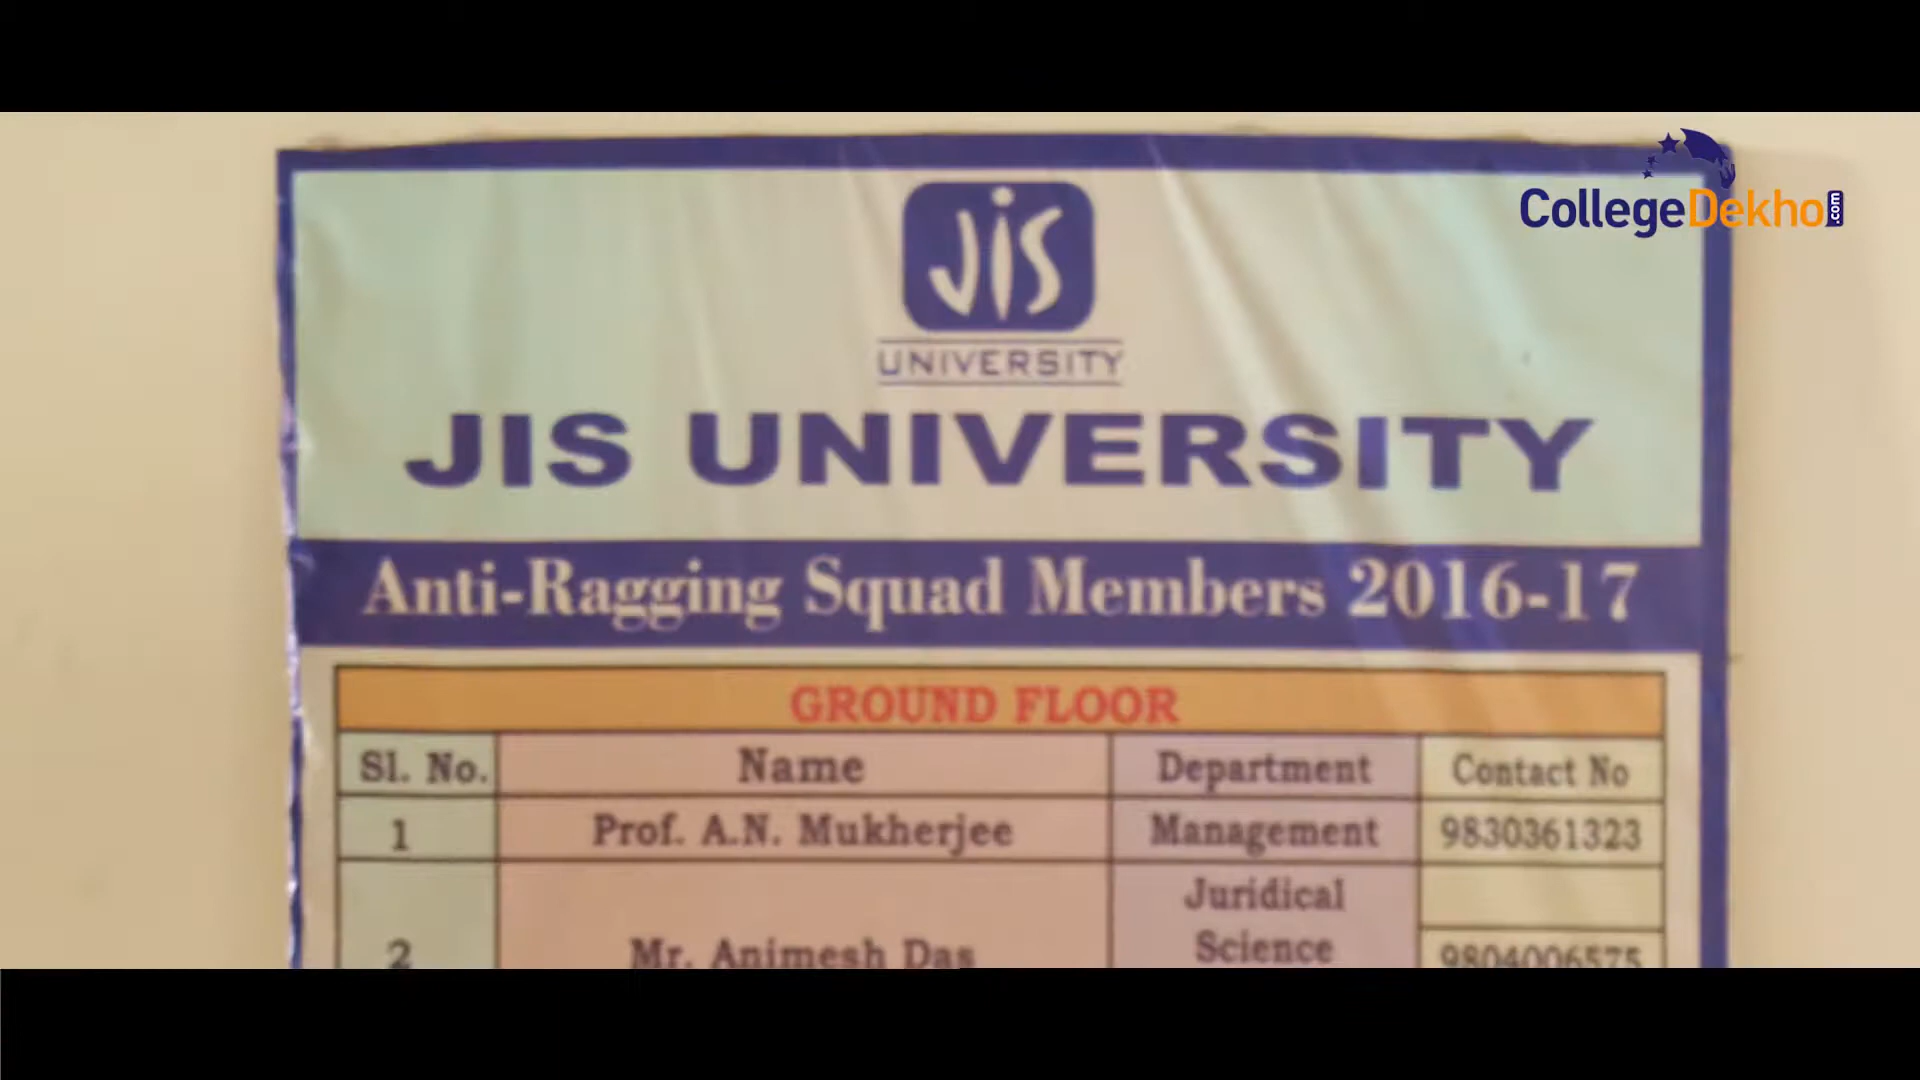 CollegeDekho.com
JiS
UNIVERSITY
JIS UNIVERSITY
Anti-Ragging Squad Members 2016-17
GROUND FLOOR
Sl. No. Name Department Contact No
1 Prof. A.N. Mukherjee Management 9830361323
2 Mr. Animesh Das Juridical Science 9804006575